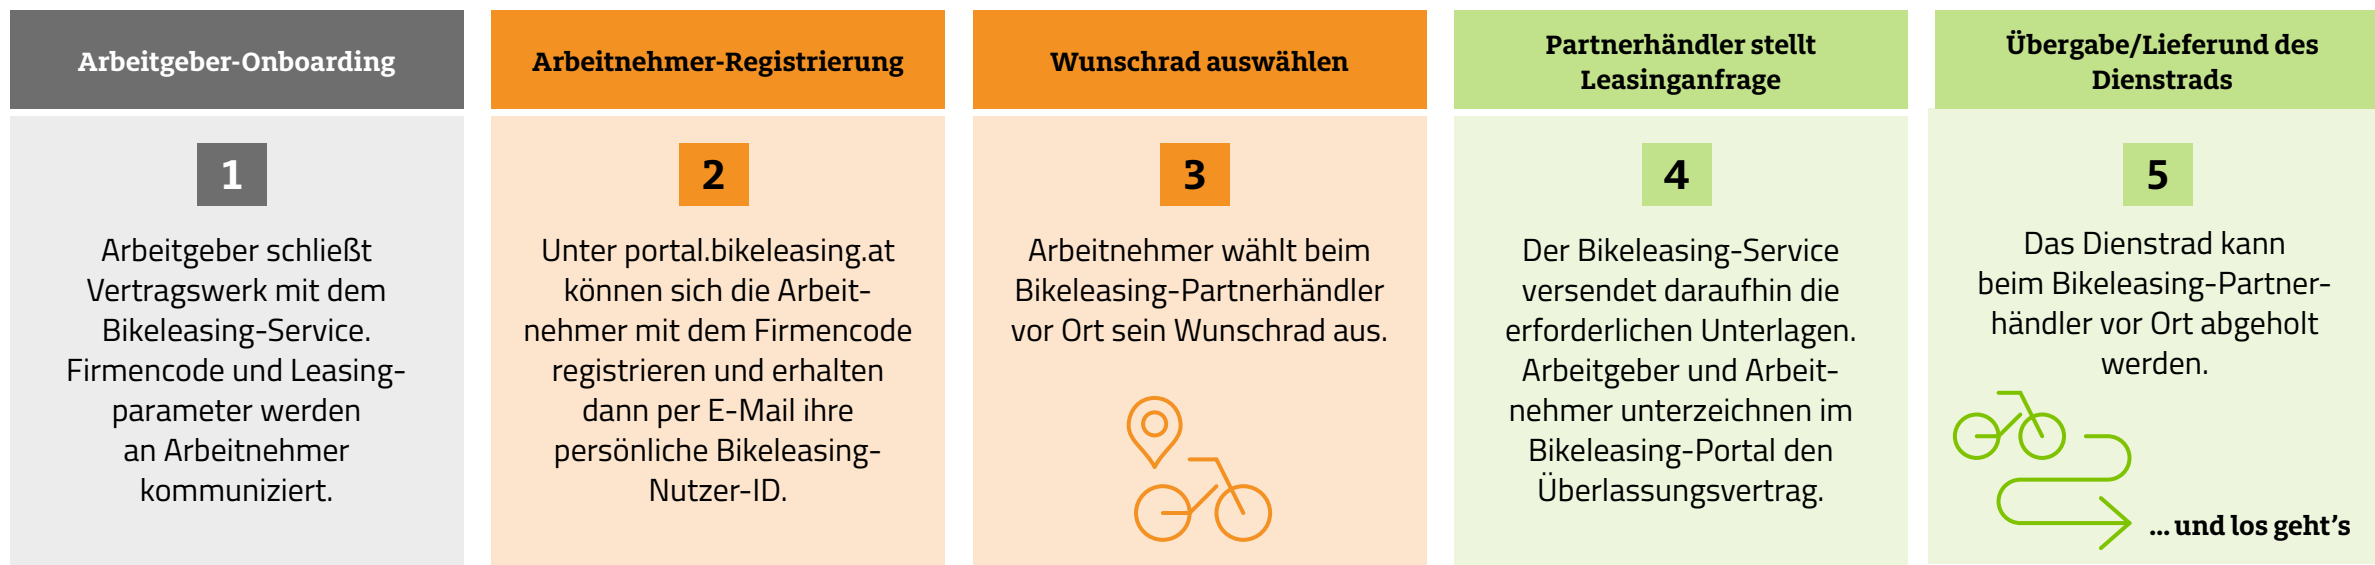 Arbeitgeber-Onboarding
1
Arbeitgeber schließt
Vertragswerk mit dem
Bikeleasing-Service.
Firmencode und Leasing-
parameter werden
an Arbeitnehmer
kommuniziert.
Arbeitnehmer-Registrierung
2
Unter portal.bikeleasing.at
können sich die Arbeit-
nehmer mit dem Firmencode
registrieren und erhalten
dann per E-Mail ihre
persönliche Bikeleasing-
Nutzer-ID.
Wunschrad auswählen
3
Arbeitnehmer wählt beim
Bikeleasing-Partnerhändler
vor Ort sein Wunschrad aus.
Partnerhändler stellt
Leasinganfrage
4
Der Bikeleasing-Service
versendet daraufhin die
erforderlichen Unterlagen.
Arbeitgeber und Arbeit-
nehmer unterzeichnen im
Bikeleasing-Portal den
Überlassungsvertrag.
Übergabe/Lieferund des
Dienstrads
5
Das Dienstrad kann
beim Bikeleasing-Partner-
händler vor Ort abgeholt
werden.
... und los geht's